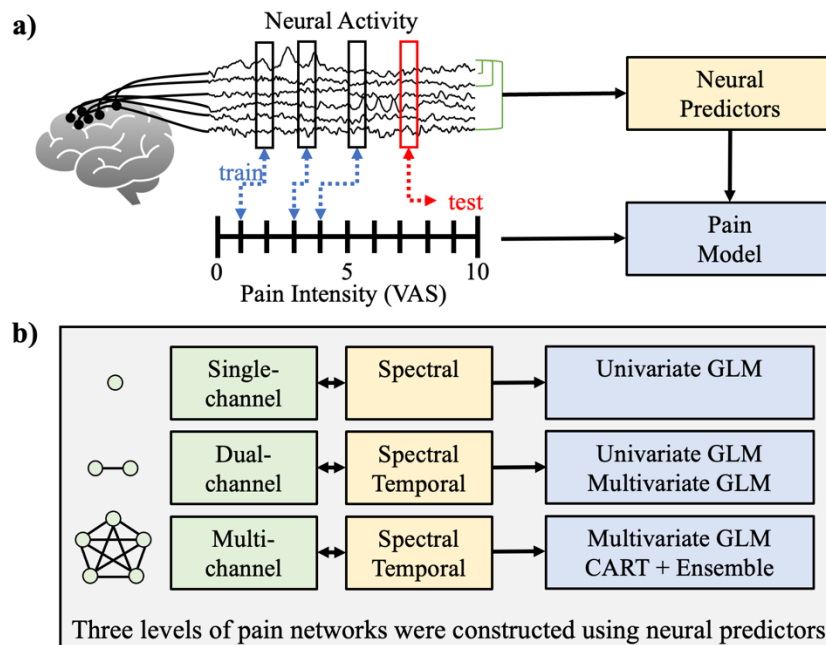 a)
Neural Activity
Neural
Predictors
train
test
Pain
Model
0
5
10
Pain Intensity (VAS)
b)
Single-
channel
Spectral
Univariate GLM
Dual-
channel
Spectral
Temporal
Univariate GLM
Multivariate GLM
Multi-
channel
Spectral
Temporal
Multivariate GLM
CART + Ensemble
Three levels of pain networks were constructed using neural predictors